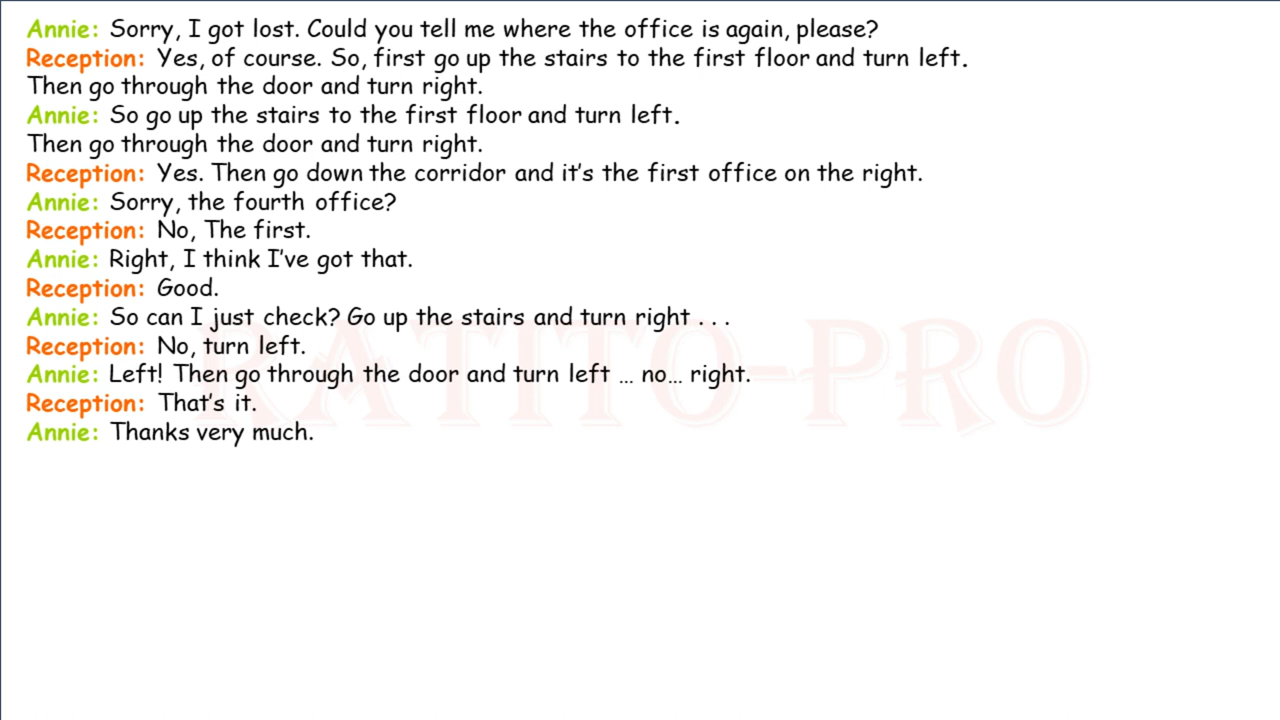 Annie: Sorry, I got lost. Could you tell me where the office is again, please?
Reception: Yes, of course. So, first go up the stairs to the first floor and turn left.
Then go through the door and turn right.
Annie: So go up the stairs to the first floor and turn left.
Then go through the door and turn right.
Reception: Yes. Then go down the corridor and it's the first office on the right.
Annie: Sorry, the fourth office?
Reception: No, The first.
Annie: Right, I think I've got that.
Reception: Good.
Annie: So can I just check? Go up the stairs and turn right . . .
Reception: No, turn left.
Annie: Left! Then go through the door and turn left ... no... right.
Reception: That's it.
Annie: Thanks very much.
RATITO-PRO